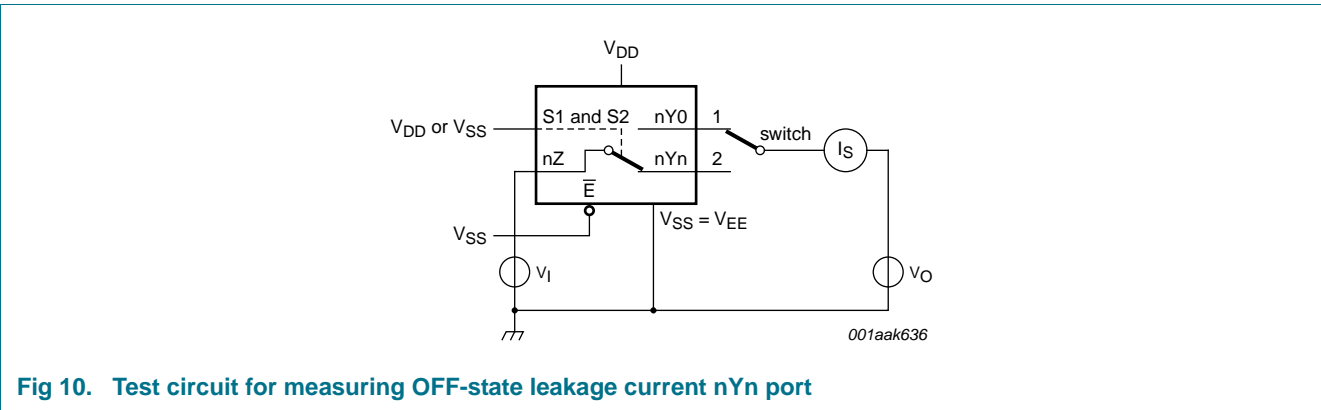 VDD
VDD or VSS
S1 and S2
nY0
1
switch
IS
nZ
nYn
2
E̅
VSS = VEE
VSS
VI
VO
001aak636
Fig 10. Test circuit for measuring OFF-state leakage current nYn port